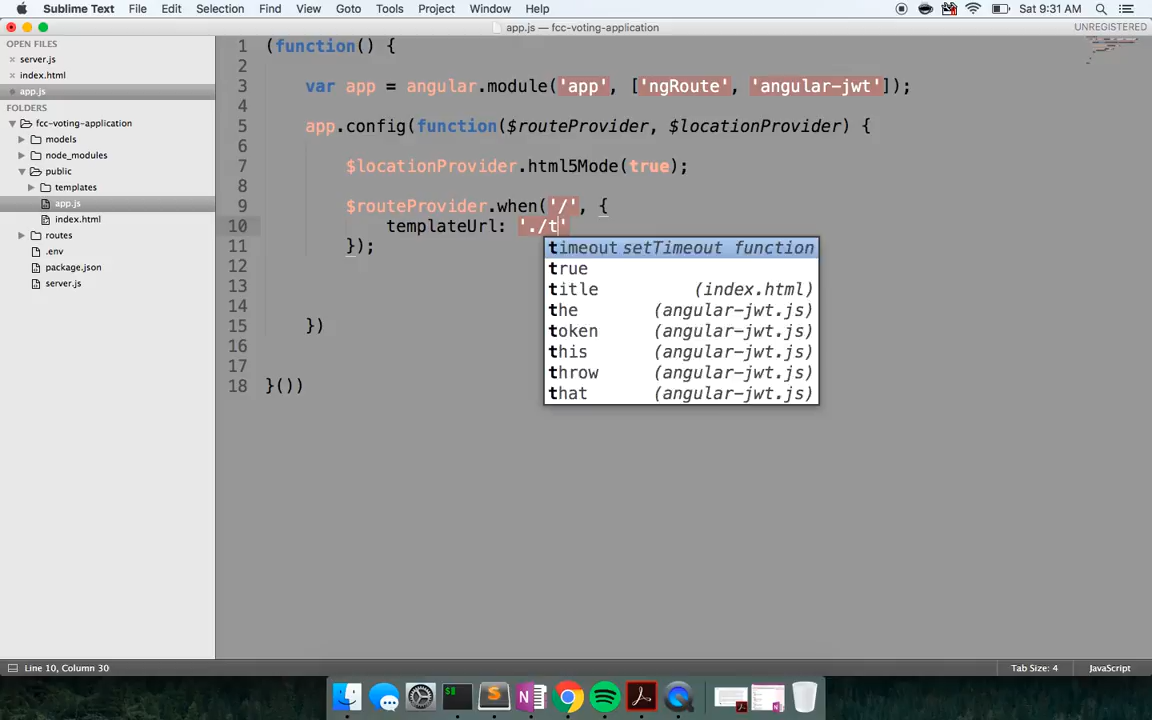 Sublime Text File Edit Selection Find View Goto Tools Project Window Help Sat 9:31 AM
app.js — fcc-voting-application UNREGISTERED
OPEN FILES
server.js
index.html
app.js
FOLDERS
fcc-voting-application
models
node_modules
public
templates
app.js
index.html
routes
.env
package.json
server.js
1 (function() {
2
3 var app = angular.module('app', ['ngRoute', 'angular-jwt']);
4
5 app.config(function($routeProvider, $locationProvider) {
6
7 $locationProvider.html5Mode(true);
8
9 $routeProvider.when('/', {
10 templateUrl: './t'
11 });
12
13
14
15 })
16
17
18 }())
timeout setTimeout function
true
title (index.html)
the (angular-jwt.js)
token (angular-jwt.js)
this (angular-jwt.js)
throw (angular-jwt.js)
that (angular-jwt.js)
Line 10, Column 30 Tab Size: 4 JavaScript